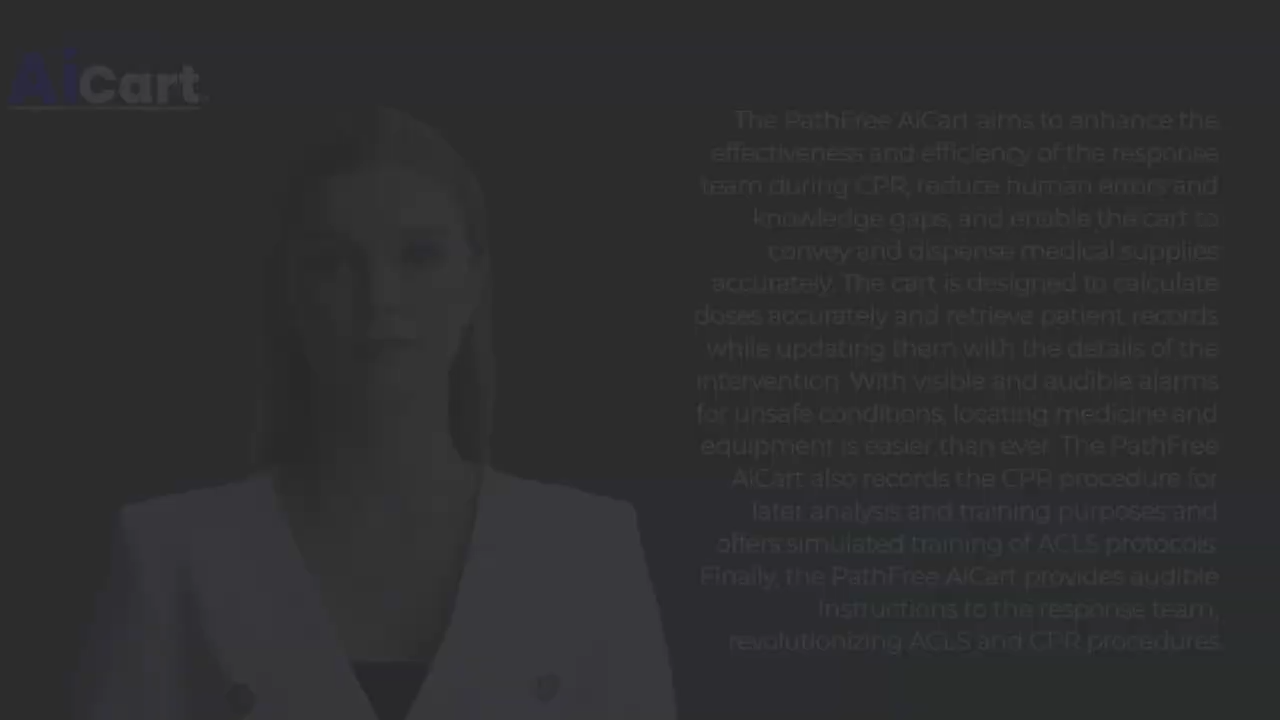 AiCart
The PathFree AiCart aims to enhance the
effectiveness and efficiency of the response
team during CPR, reduce human errors and
knowledge gaps, and enable the cart to
convey and dispense medical supplies
accurately. The cart is designed to calculate
doses accurately and retrieve patient records
while updating them with the details of the
intervention. With visible and audible alarms
for unsafe conditions, locating medicine and
equipment is easier than ever. The PathFree
AiCart also records the CPR procedure for
later analysis and training purposes and
offers simulated training of ACLS protocols.
Finally, the PathFree AiCart provides audible
instructions to the response team,
revolutionizing ACLS and CPR procedures.